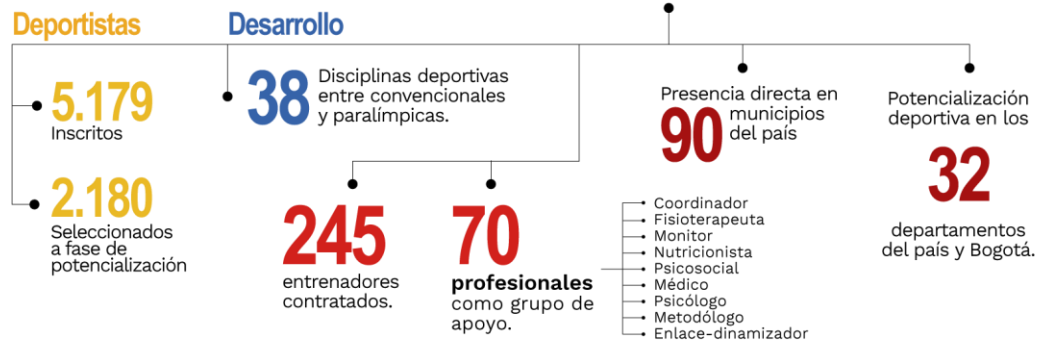 Deportistas
5.179
Inscritos
2.180
Seleccionados
a fase de
potencialización
Desarrollo
38
Disciplinas deportivas
entre convencionales
y paralímpicas.
245
entrenadores
contratados.
70
profesionales
como grupo de
apoyo.
Coordinador
Fisioterapeuta
Monitor
Nutricionista
Psicosocial
Médico
Psicólogo
Metodólogo
Enlace-dinamizador
Presencia directa en
90 municipios
del país
Potencialización
deportiva en los
32
departamentos
del país y Bogotá.